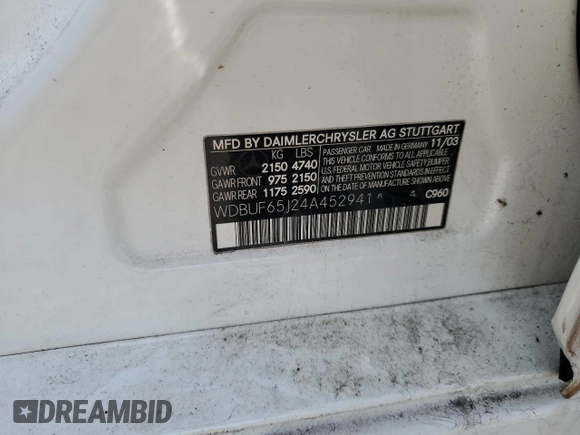 MFD BY DAIMLERCHRYSLER AG STUTTGART
KG LBS
GVWR 2150 4740
GAWR FRONT 975 2150
GAWR REAR 1175 2590
PASSENGER CAR MADE IN GERMANY 11/03
THIS VEHICLE CONFORMS TO ALL APPLICABLE
U.S. FEDERAL MOTOR VEHICLE SAFETY
BUMPER AND THEFT PREVENTION STANDARDS IN EFFECT
ON THE DATE OF MANUFACTURE SHOWN ABOVE
WDBUF65J24A452941 C960
DREAMBID